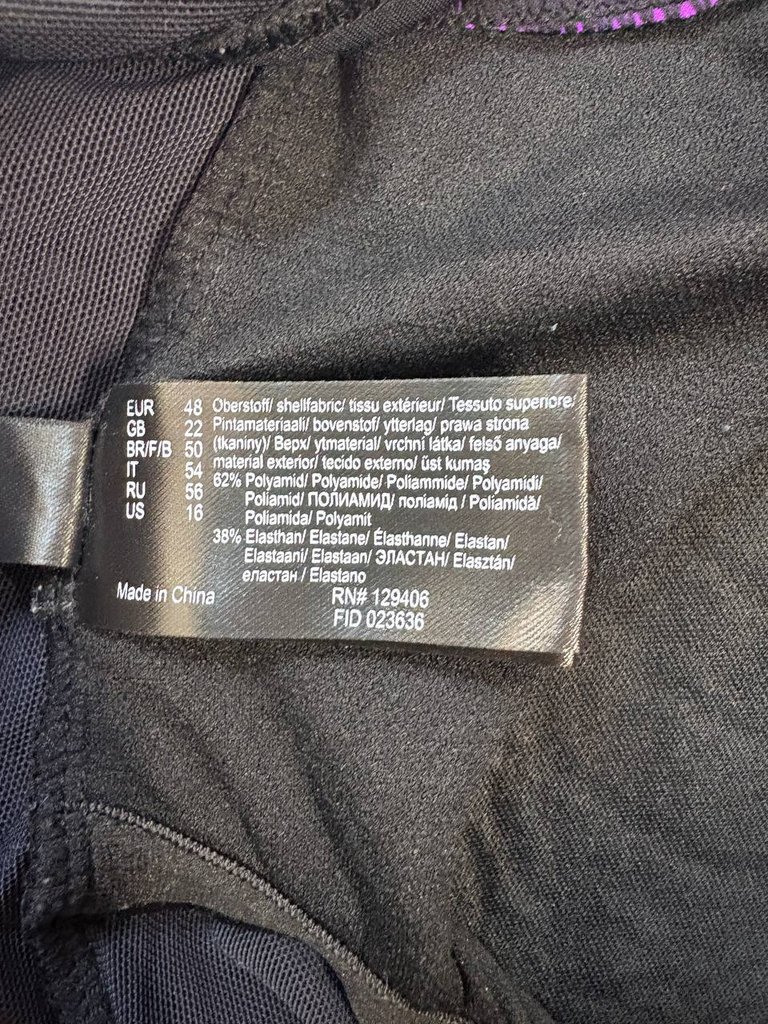 EUR 48 Oberstoff/ shellfabric/ tissu extérieur/ Tessuto superiore/
GB 22 Pintamateriaali/ bovenstof/ ytterlag/ prawa strona
BR/F/B 50 (tkaniny)/ Верх/ ytmaterial/ vrchní látka/ felső anyaga/
IT 54 material exterior/ tecido externo/ üst kumaş
RU 56 62% Polyamid/ Polyamide/ Poliammide/ Polyamidi/
US 16 Poliamid/ ПОЛИАМИД/ поліамід / Poliamidă/
Poliamida/ Polyamit
38% Elasthan/ Elastane/ Élasthanne/ Elastan/
Elastaani/ Elastaan/ ЭЛАСТАН/ Elasztán/
еластан / Elastano
Made in China RN# 129406
FID 023636